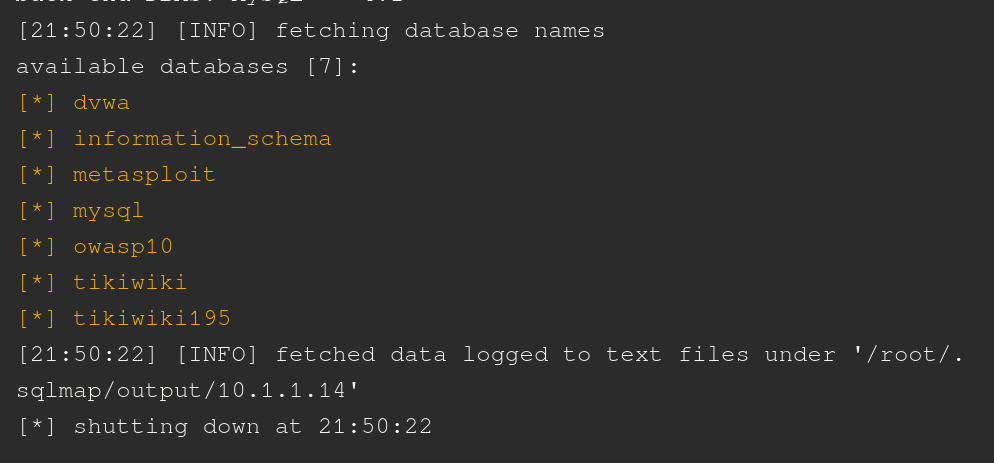 [21:50:22] [INFO] fetching database names
available databases [7]:
[*] dvwa
[*] information_schema
[*] metasploit
[*] mysql
[*] owasp10
[*] tikiwiki
[*] tikiwiki195
[21:50:22] [INFO] fetched data logged to text files under '/root/.
sqlmap/output/10.1.1.14'
[*] shutting down at 21:50:22